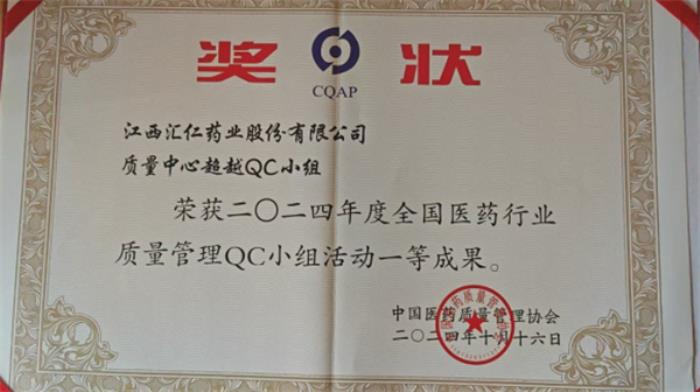 奖 状
CQAP
江西汇仁药业股份有限公司
质量中心超越QC小组
荣获二〇二四年度全国医药行业
质量管理QC小组活动一等成果。
中国医药质量管理协会
二〇二四年十月十六日